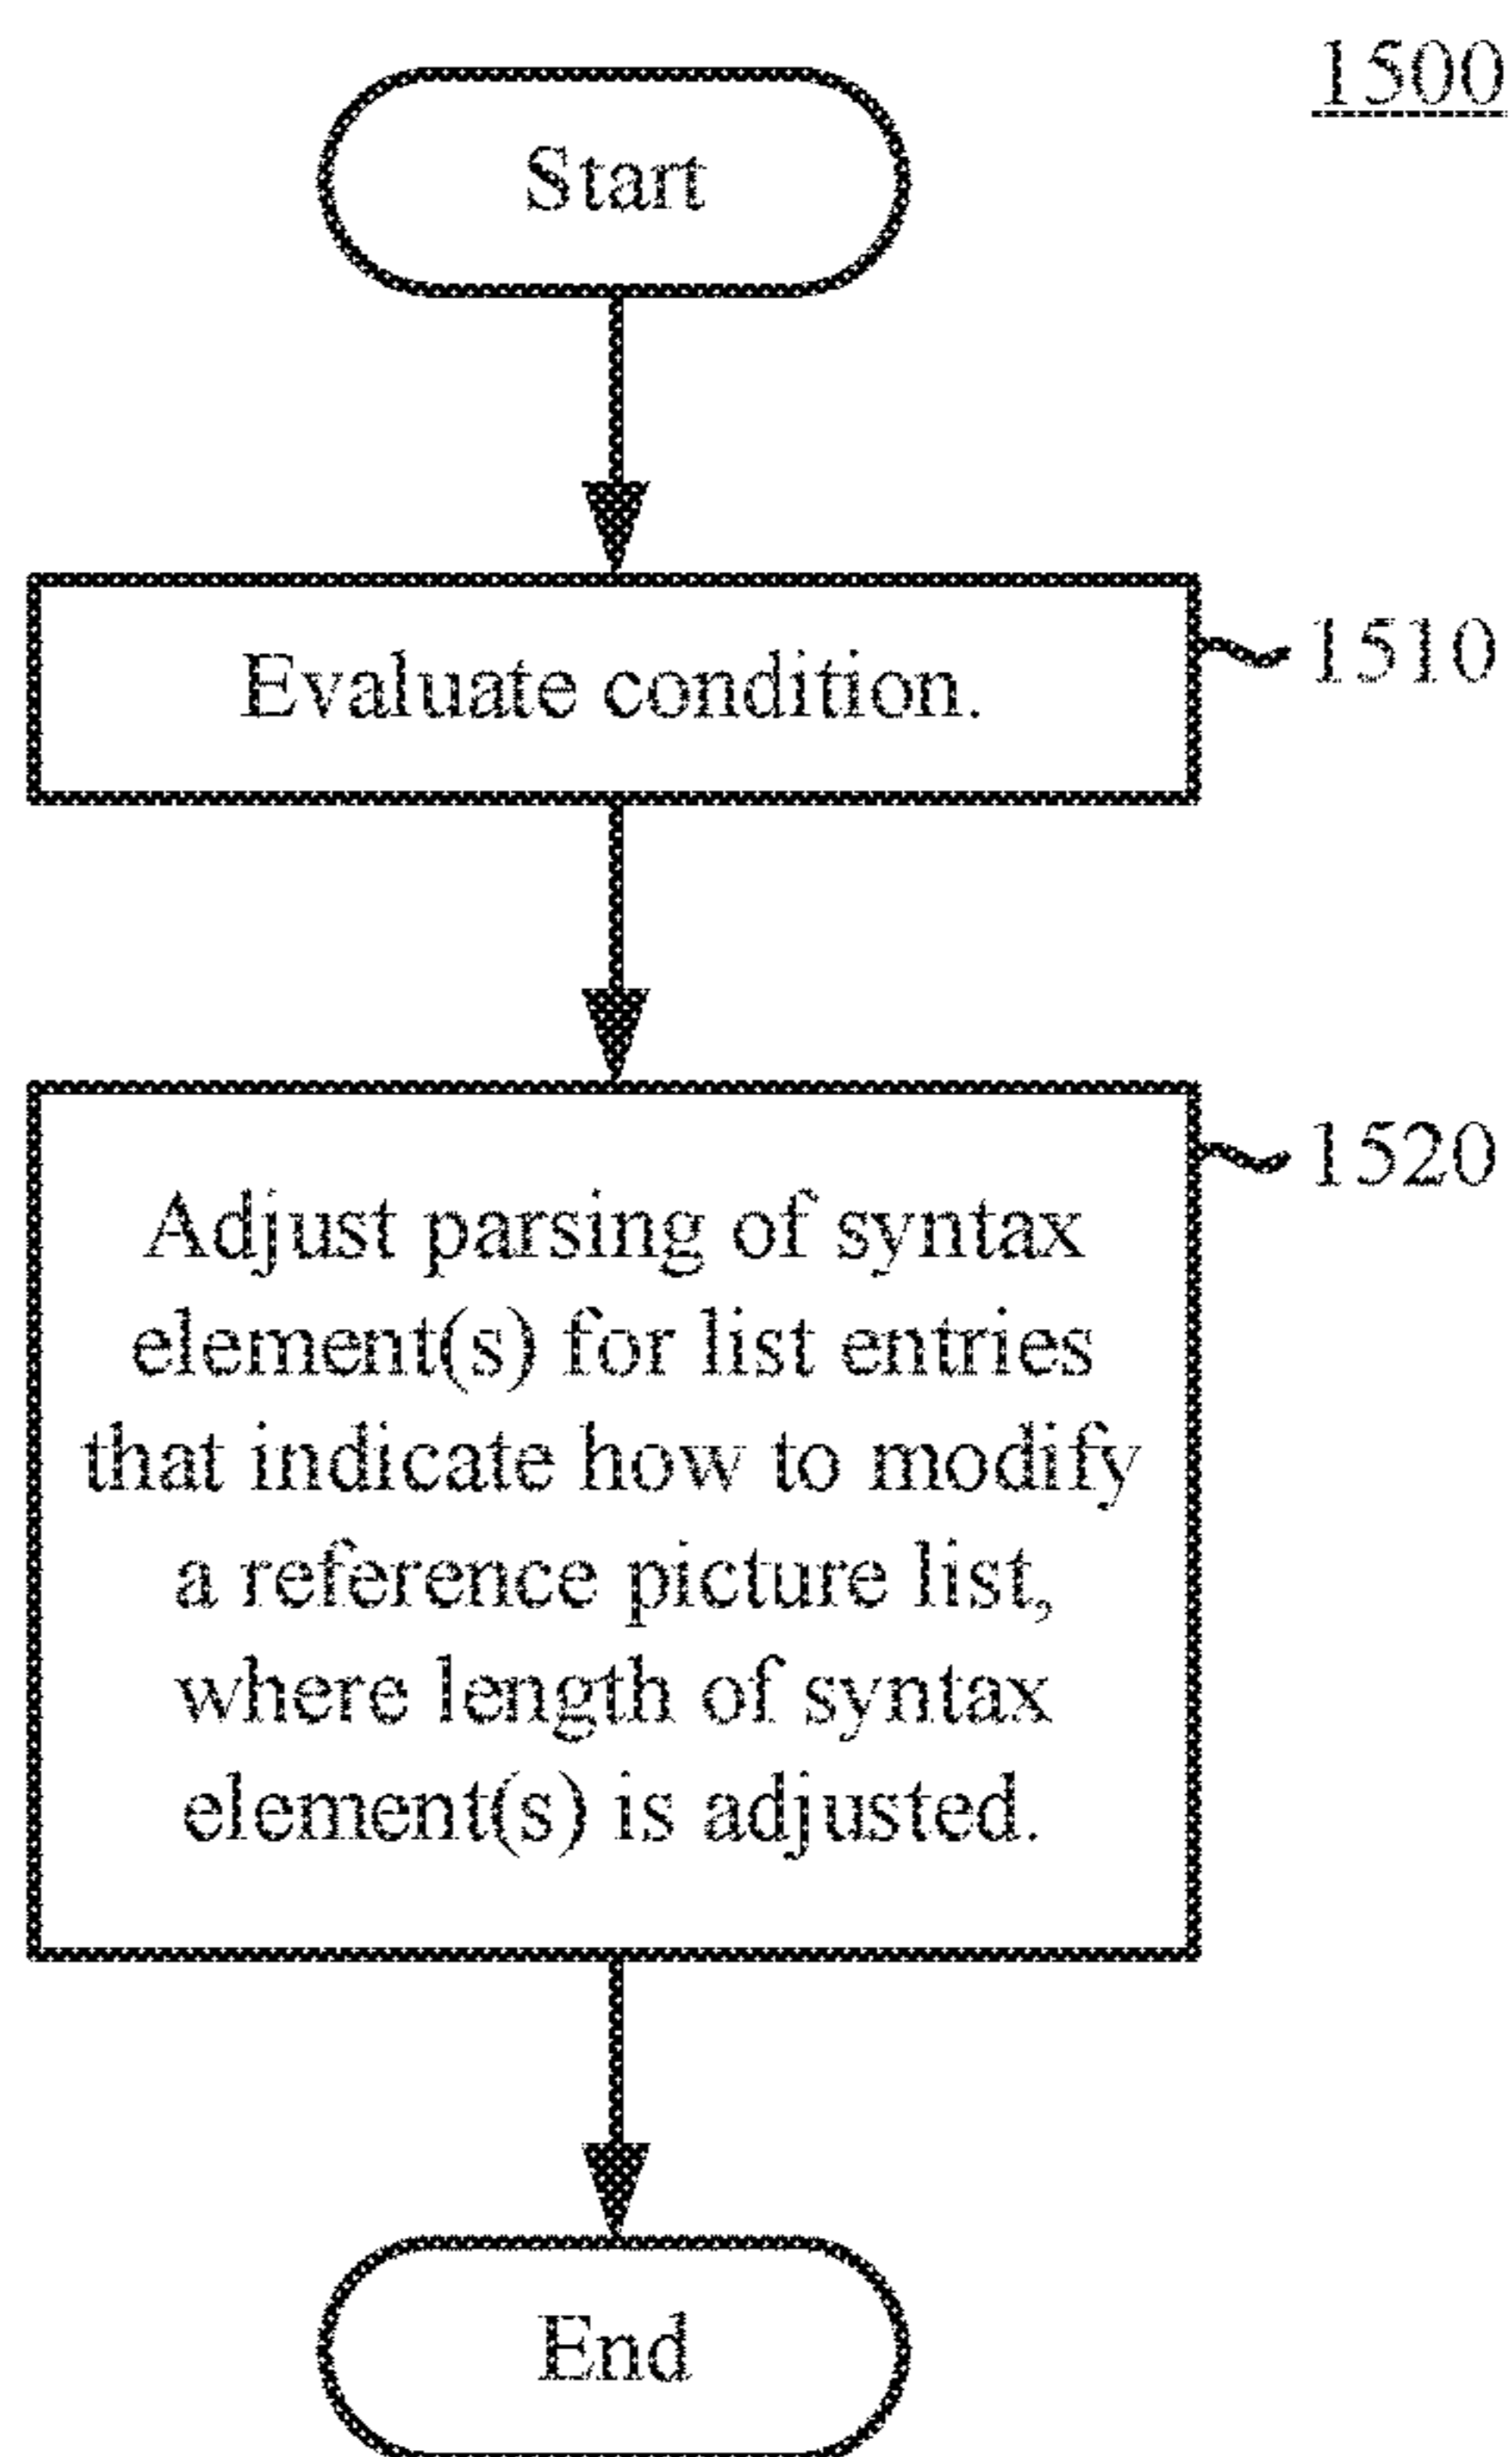 1500
Start
Evaluate condition.
1510
Adjust parsing of syntax
1520
element(s) for list entries
that indicate how to modify
a reference picture list,
where length of syntax
element(s) is adjusted.
End